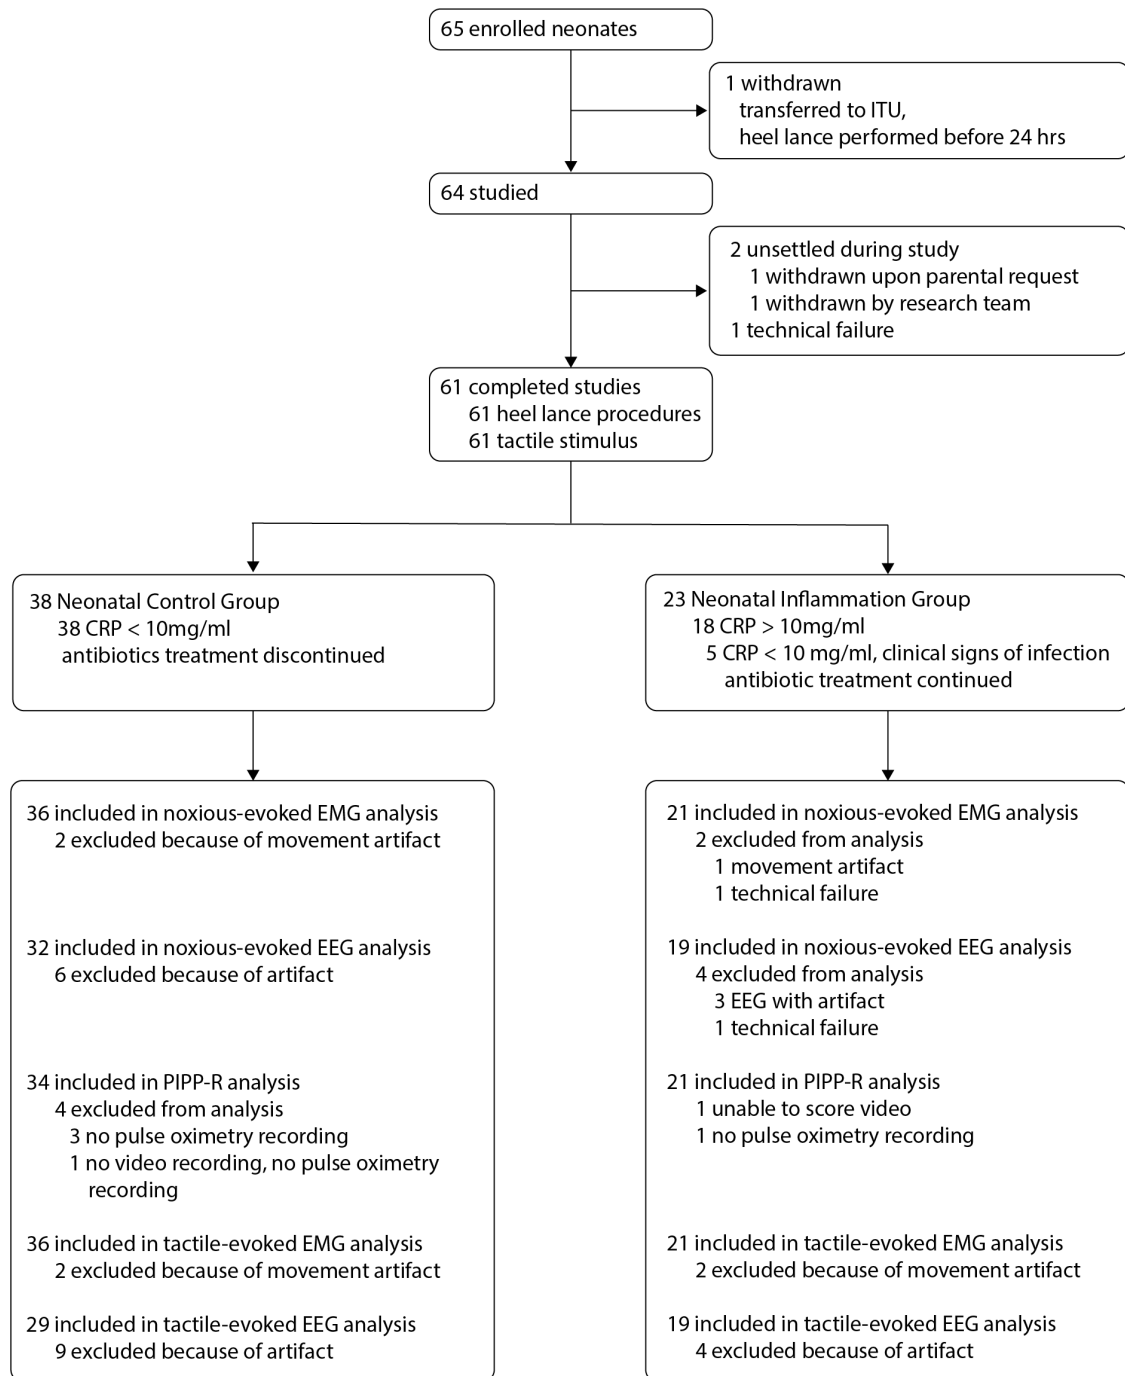 65 enrolled neonates
1 withdrawn
transferred to ITU,
heel lance performed before 24 hrs
64 studied
2 unsettled during study
1 withdrawn upon parental request
1 withdrawn by research team
1 technical failure
61 completed studies
61 heel lance procedures
61 tactile stimulus
38 Neonatal Control Group
38 CRP < 10mg/ml
antibiotics treatment discontinued
23 Neonatal Inflammation Group
18 CRP > 10mg/ml
5 CRP < 10 mg/ml, clinical signs of infection
antibiotic treatment continued
36 included in noxious-evoked EMG analysis
2 excluded because of movement artifact
32 included in noxious-evoked EEG analysis
6 excluded because of artifact
34 included in PIPP-R analysis
4 excluded from analysis
3 no pulse oximetry recording
1 no video recording, no pulse oximetry
recording
36 included in tactile-evoked EMG analysis
2 excluded because of movement artifact
29 included in tactile-evoked EEG analysis
9 excluded because of artifact
21 included in noxious-evoked EMG analysis
2 excluded from analysis
1 movement artifact
1 technical failure
19 included in noxious-evoked EEG analysis
4 excluded from analysis
3 EEG with artifact
1 technical failure
21 included in PIPP-R analysis
1 unable to score video
1 no pulse oximetry recording
21 included in tactile-evoked EMG analysis
2 excluded because of movement artifact
19 included in tactile-evoked EEG analysis
4 excluded because of artifact